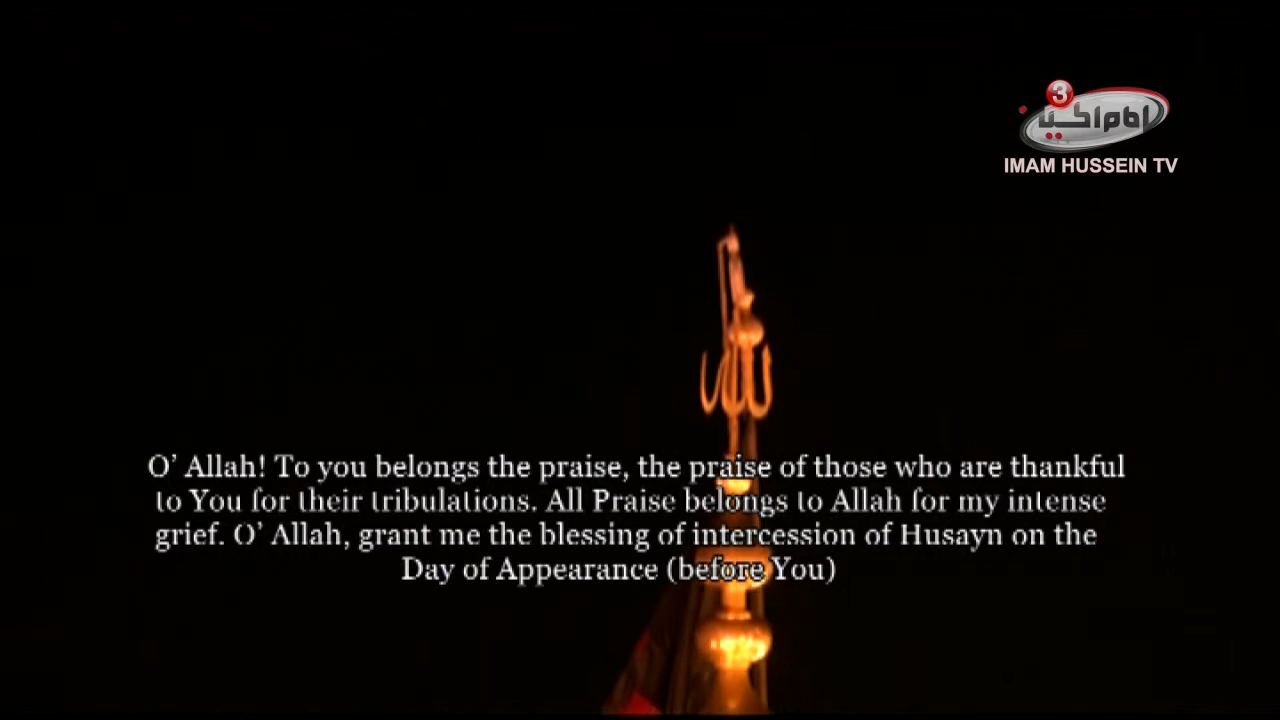 3
امام حسین
IMAM HUSSEIN TV
O’ Allah! To you belongs the praise, the praise of those who are thankful
to You for their tribulations. All Praise belongs to Allah for my intense
grief. O’ Allah, grant me the blessing of intercession of Husayn on the
Day of Appearance (before You)